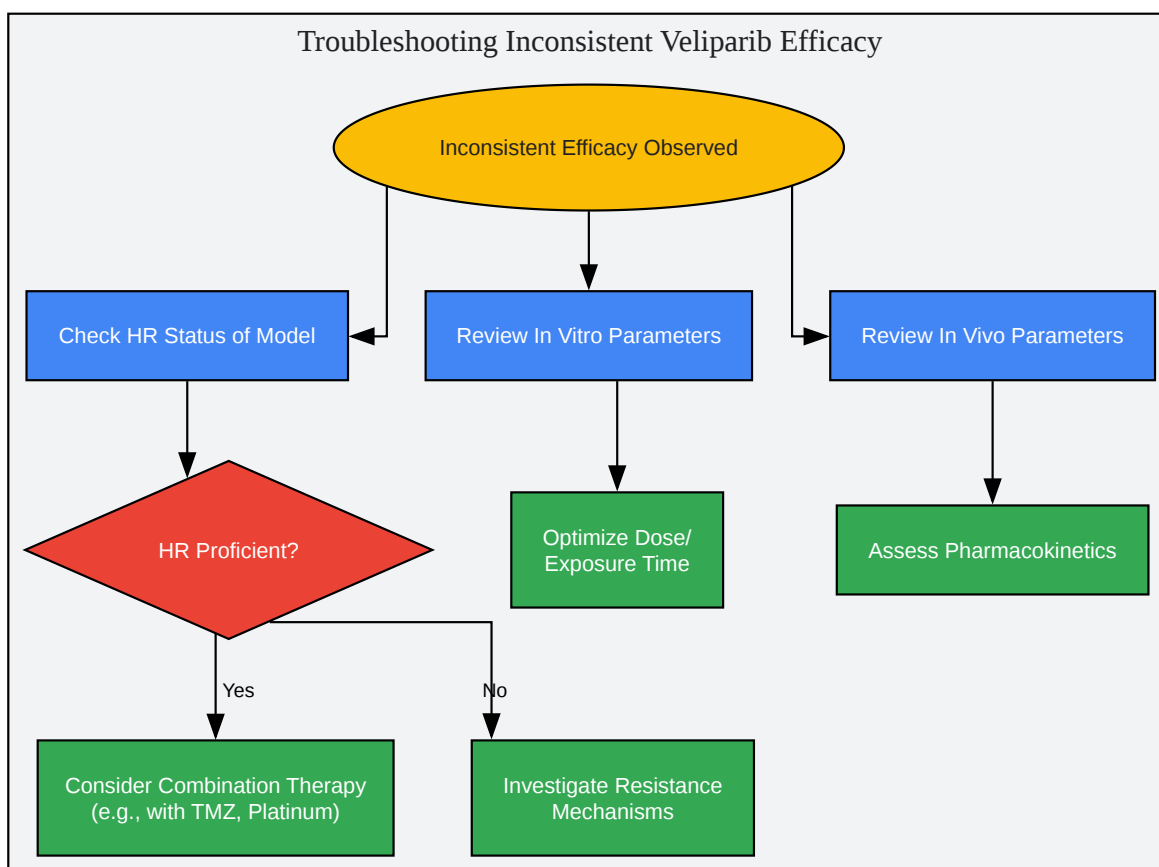 Troubleshooting Inconsistent Veliparib Efficacy
Inconsistent Efficacy Observed
Check HR Status of Model
Review In Vitro Parameters
Review In Vivo Parameters
HR Proficient?
Optimize Dose/
Exposure Time
Assess Pharmacokinetics
Yes
No
Consider Combination Therapy
(e.g., with TMZ, Platinum)
Investigate Resistance
Mechanisms